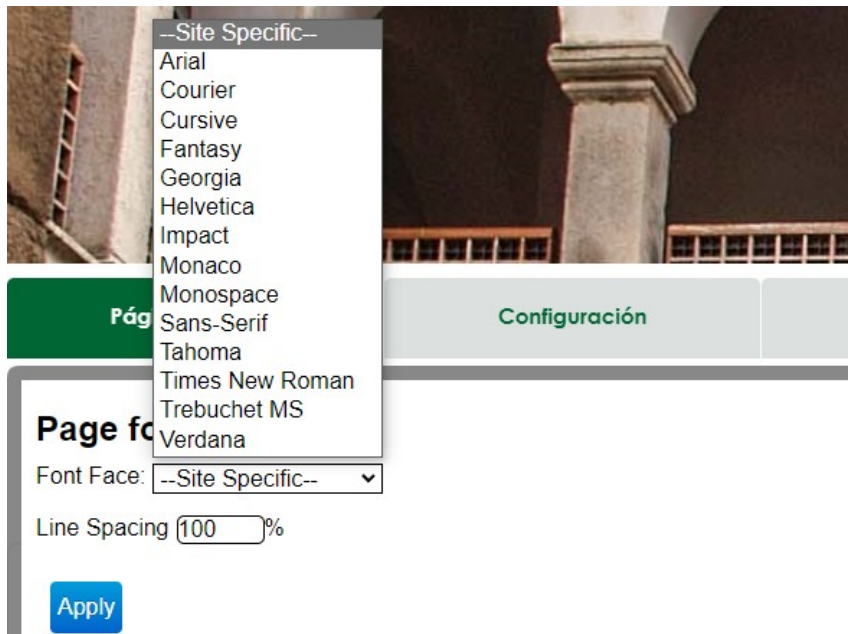 --Site Specific--
Arial
Courier
Cursive
Fantasy
Georgia
Helvetica
Impact
Monaco
Monospace
Sans-Serif
Tahoma
Times New Roman
Trebuchet MS
Verdana
Configuración
Page
Font Face: --Site Specific--
Line Spacing 100 %
Apply